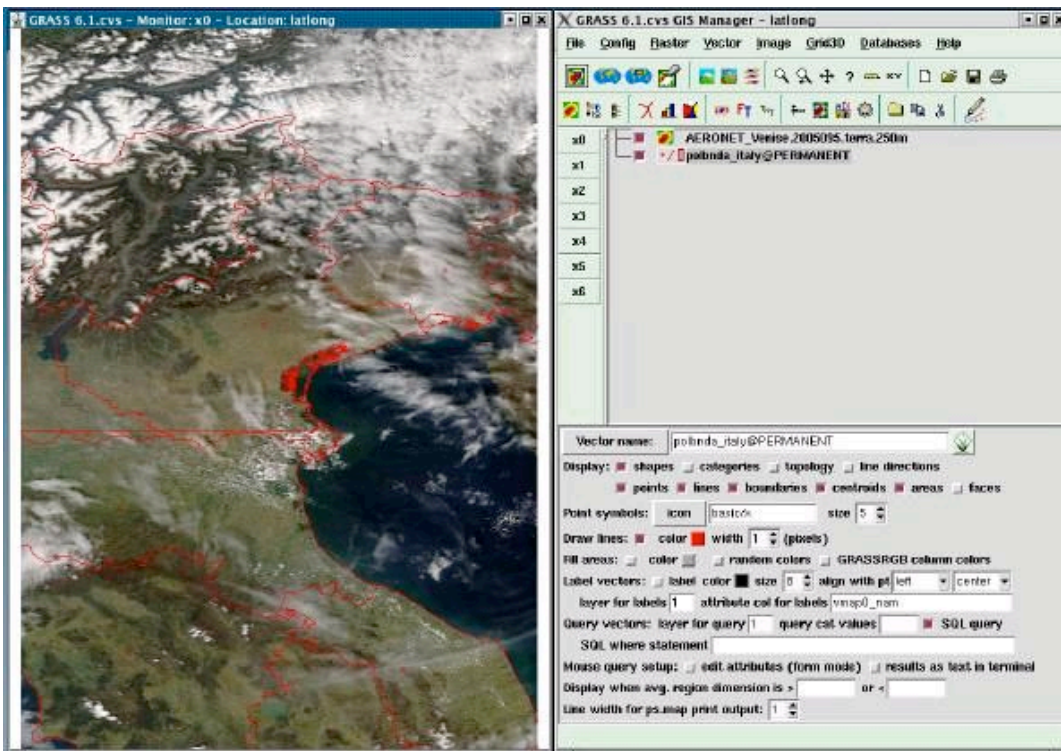 GRASS 6.1.cvs - Monitor: x0 - Location: latlong
GRASS 6.1.cvs GIS Manager - latlong
File Config Raster Vector Image Grid3D Databases Help
x0
x1
x2
x3
x4
x5
x6
AERONET_Venise.2005095.terra.250m
polbnda_italy@PERMANENT
Vector name: polbnda_italy@PERMANENT
Display: shapes categories topology line directions
points lines boundaries centroids areas faces
Point symbols: icon basic/x size 5
Draw lines: color width 1 (pixels)
Fill areas: color random colors GRASSRGB column colors
Label vectors: label color size 8 align with pt left center
layer for labels 1 attribute col for labels vmap0_nam
Query vectors: layer for query 1 query cat values SQL query
SQL where statement
Mouse query setup: edit attributes (form mode) results as text in terminal
Display when avg. region dimension is > or <
Line width for ps.map print output: 1